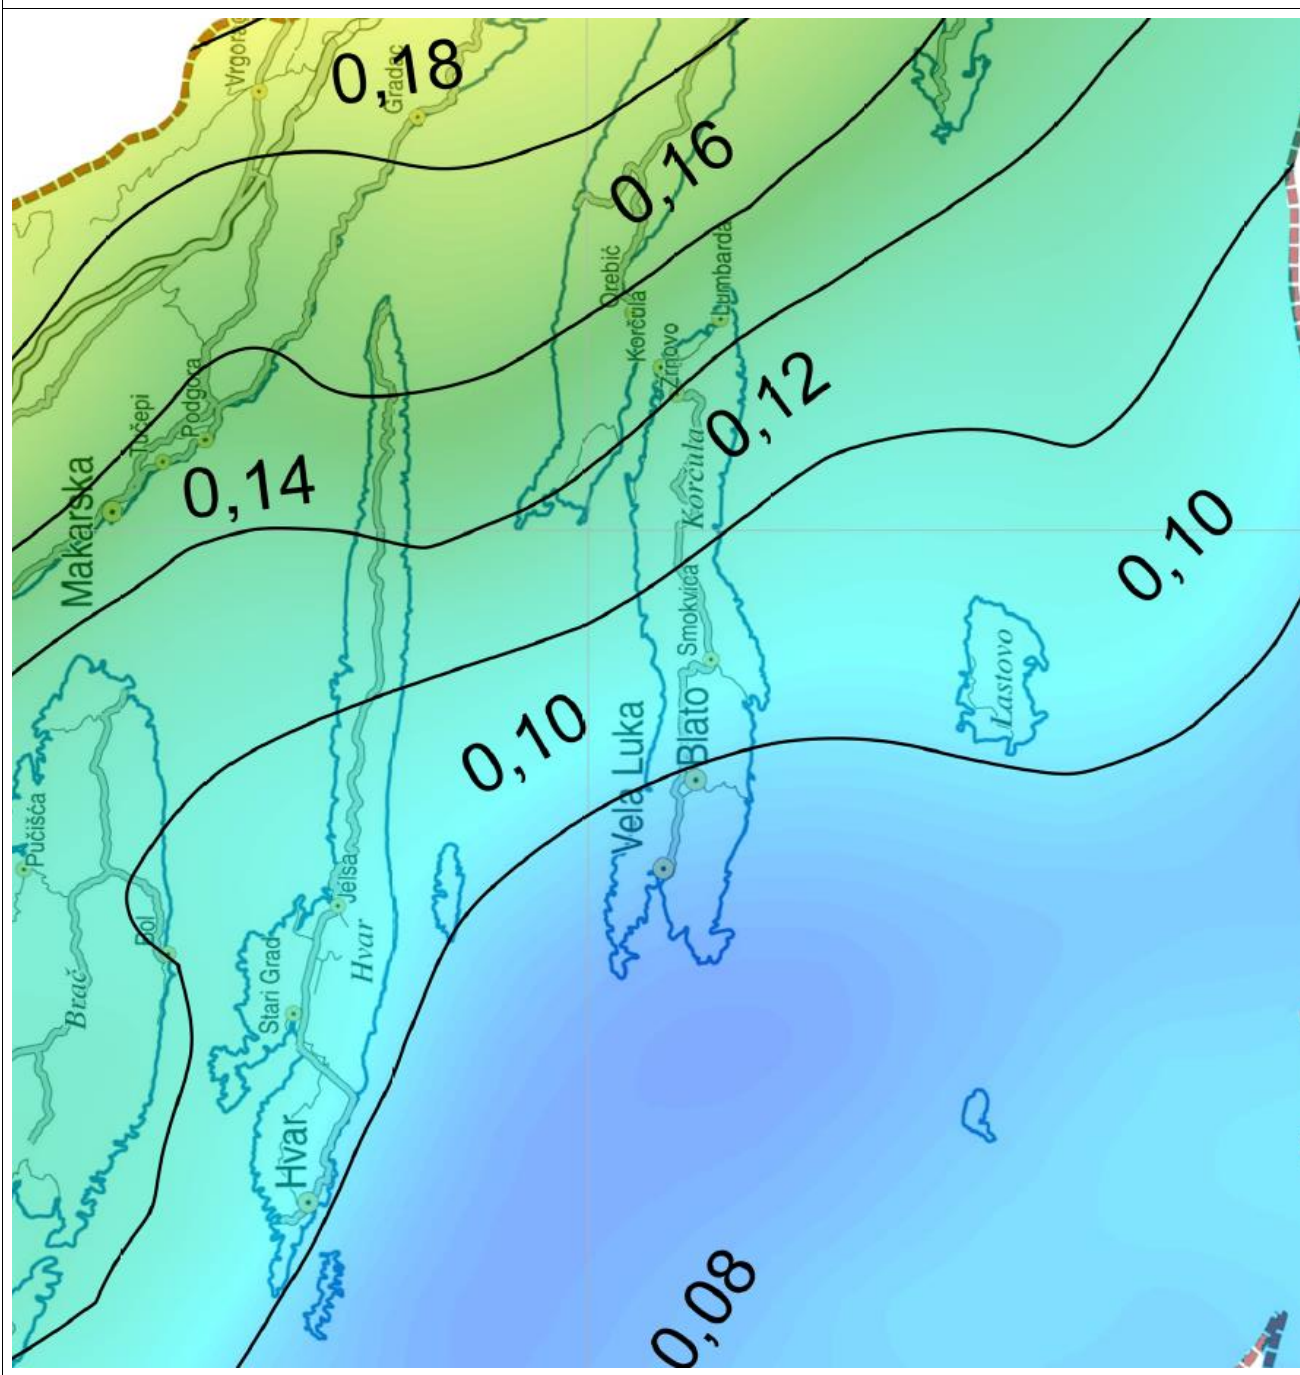 0,18
Gradac
0,16
Orebić
Korčula
Lumbarda
Žrnovo
0,12
Podgora
Tučepi
Makarska
0,14
Korčula
0,10
Smokvica
Blato
Vela Luka
Lastovo
0,10
Pučišća
Bol
Brač
Jelsa
Hvar
Stari Grad
Hvar
0,08